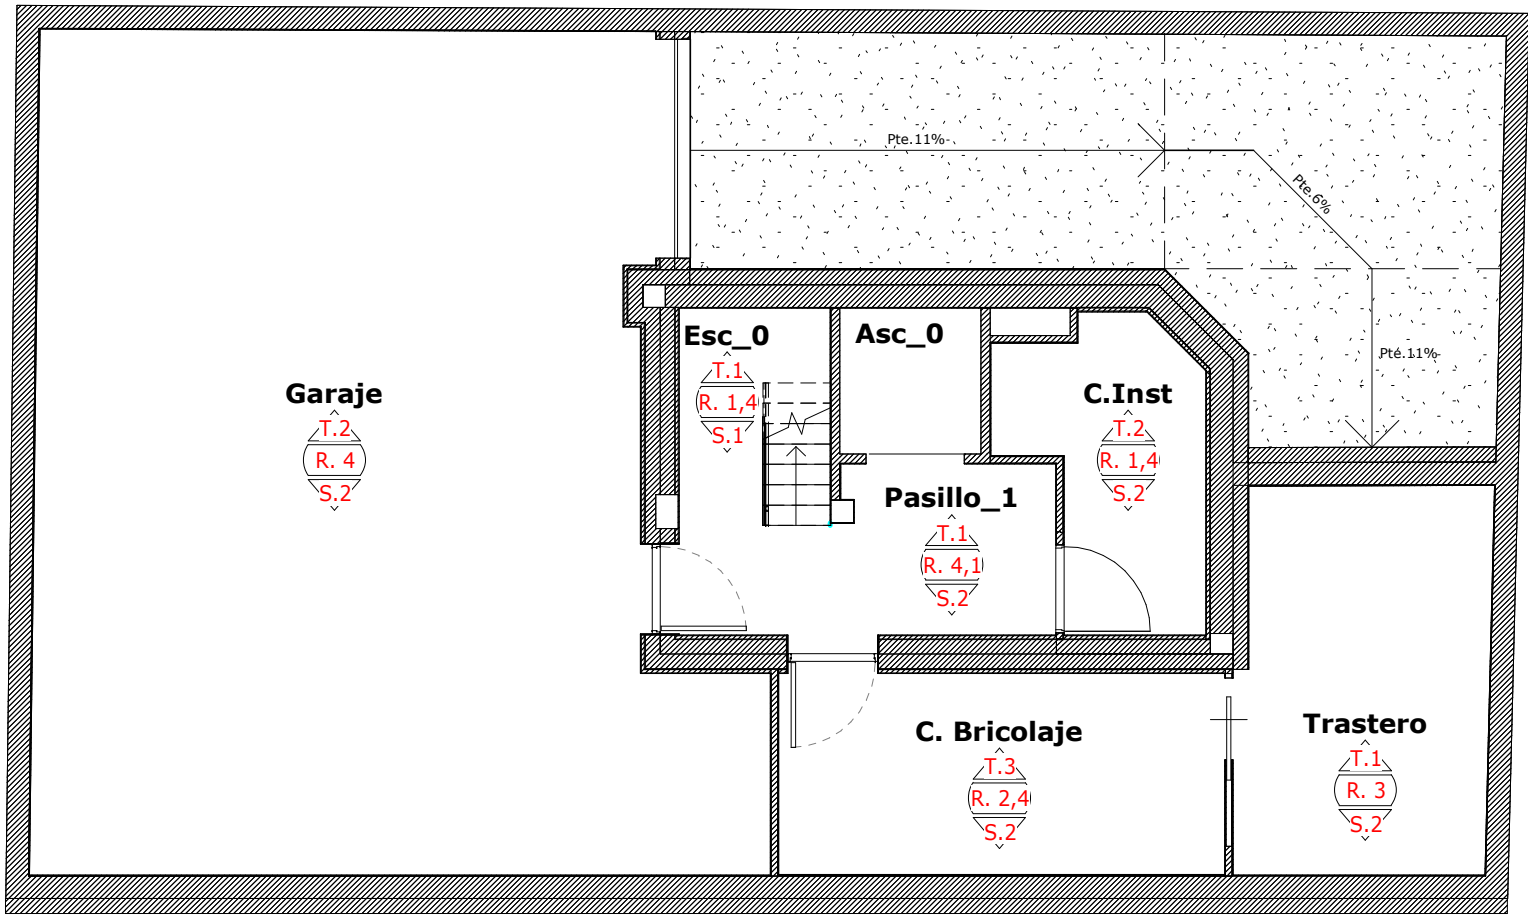 Pte.11%
Pte.6%
Pte.11%
Esc_0
T.1
R. 1,4
S.1
Asc_0
Garaje
T.2
R. 4
S.2
C.Inst
T.2
R. 1,4
S.2
Pasillo_1
T.1
R. 4,1
S.2
C. Bricolaje
T.3
R. 2,4
S.2
Trastero
T.1
R. 3
S.2